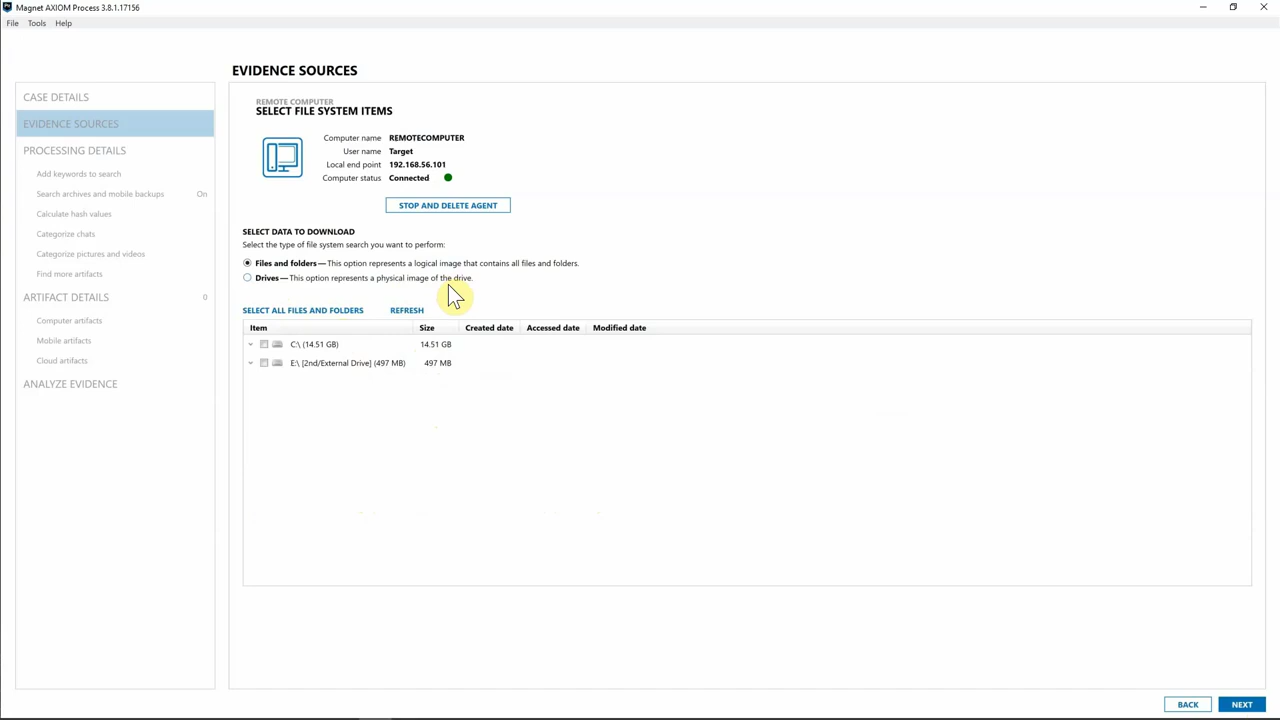 Magnet AXIOM Process 3.8.1.17156
File Tools Help
EVIDENCE SOURCES
CASE DETAILS
EVIDENCE SOURCES
PROCESSING DETAILS
Add keywords to search
Search archives and mobile backups On
Calculate hash values
Categorize chats
Categorize pictures and videos
Find more artifacts
ARTIFACT DETAILS 0
Computer artifacts
Mobile artifacts
Cloud artifacts
ANALYZE EVIDENCE
REMOTE COMPUTER
SELECT FILE SYSTEM ITEMS
Computer name REMOTECOMPUTER
User name Target
Local end point 192.168.56.101
Computer status Connected
STOP AND DELETE AGENT
SELECT DATA TO DOWNLOAD
Select the type of file system search you want to perform:
Files and folders — This option represents a logical image that contains all files and folders.
Drives — This option represents a physical image of the drive.
SELECT ALL FILES AND FOLDERS REFRESH
Item Size Created date Accessed date Modified date
C:\ (14.51 GB) 14.51 GB
E:\ [2nd/External Drive] (497 MB) 497 MB
BACK NEXT